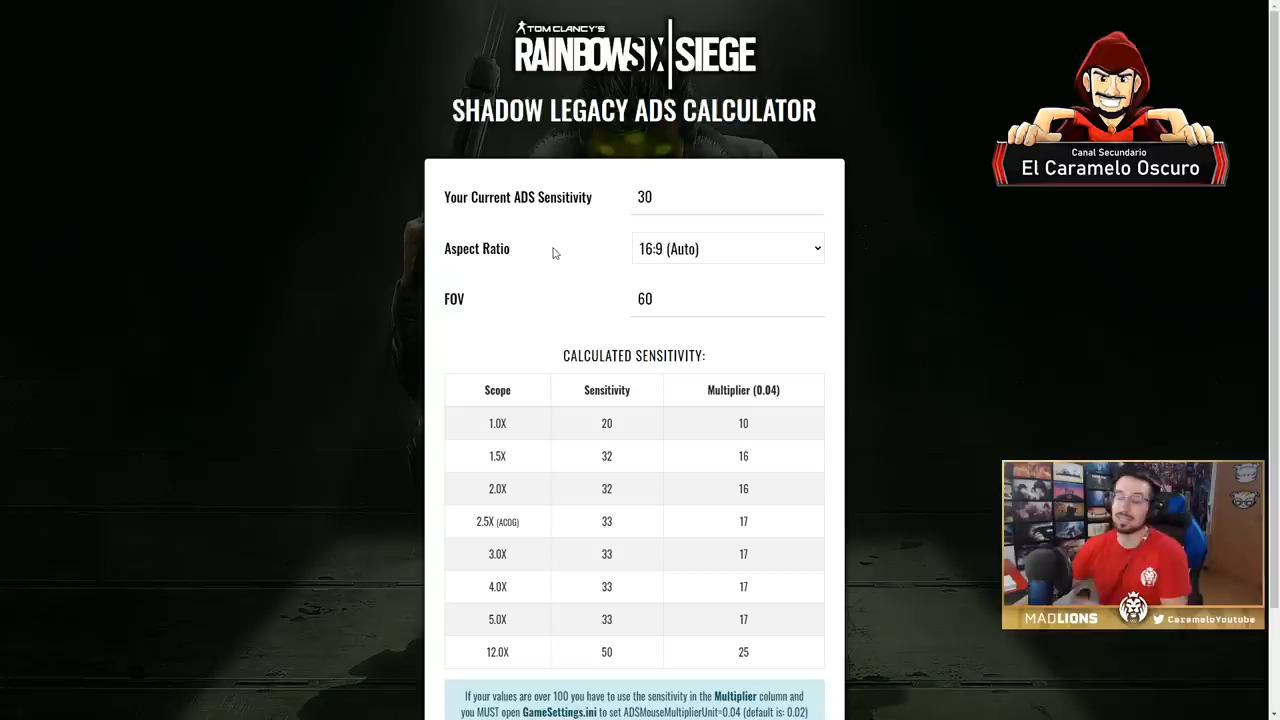 TOM CLANCY'S
RAINBOWSIX|SIEGE
SHADOW LEGACY ADS CALCULATOR
Canal Secundario
El Caramelo Oscuro
Your Current ADS Sensitivity 30
Aspect Ratio 16:9 (Auto)
FOV 60
CALCULATED SENSITIVITY:
Scope Sensitivity Multiplier (0.04)
1.0X 20 10
1.5X 32 16
2.0X 32 16
2.5X (ACOG) 33 17
3.0X 33 17
4.0X 33 17
5.0X 33 17
12.0X 50 25
MADLIONS CarameloYoutube
If your values are over 100 you have to use the sensitivity in the Multiplier column and
you MUST open GameSettings.ini to set ADSMouseMultiplierUnit=0.04 (default is: 0.02)